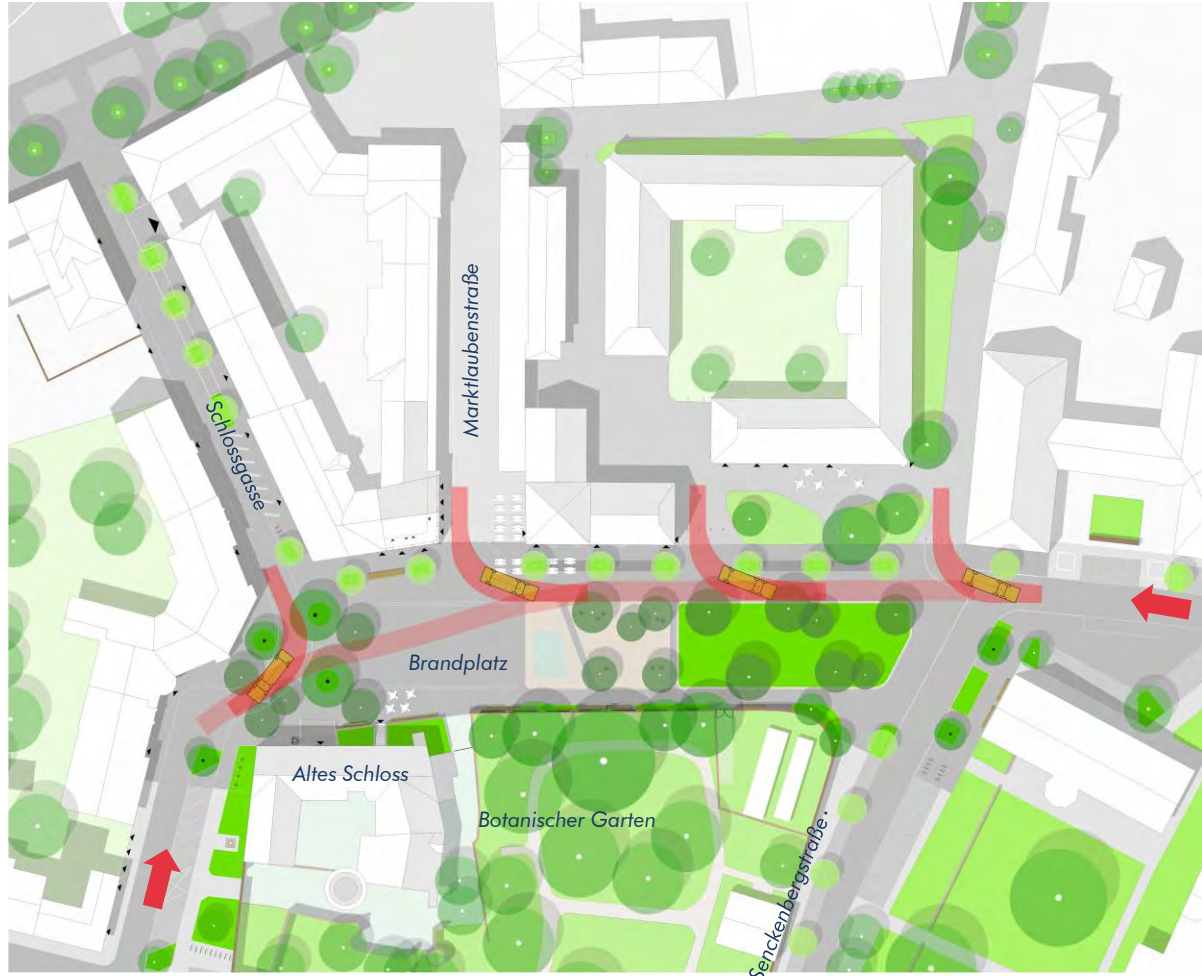 Marktlaubenstraße
Schlossgasse
Brandplatz
Altes Schloss
Botanischer Garten
Senckenbergstraße